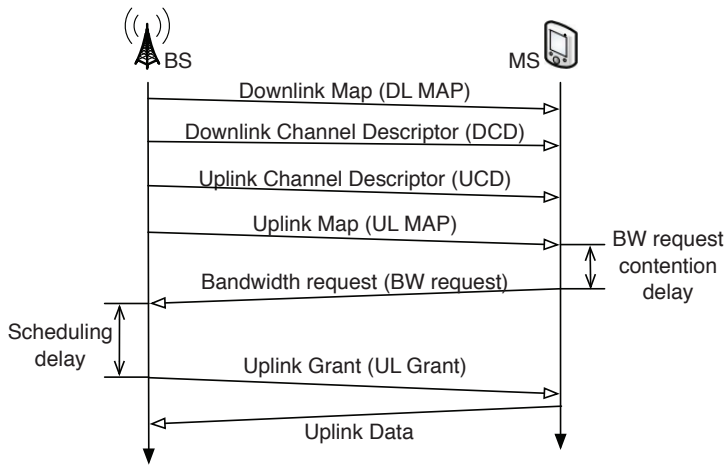 BS
MS
Downlink Map (DL MAP)
Downlink Channel Descriptor (DCD)
Uplink Channel Descriptor (UCD)
Uplink Map (UL MAP)
BW request
contention
delay
Bandwidth request (BW request)
Scheduling
delay
Uplink Grant (UL Grant)
Uplink Data